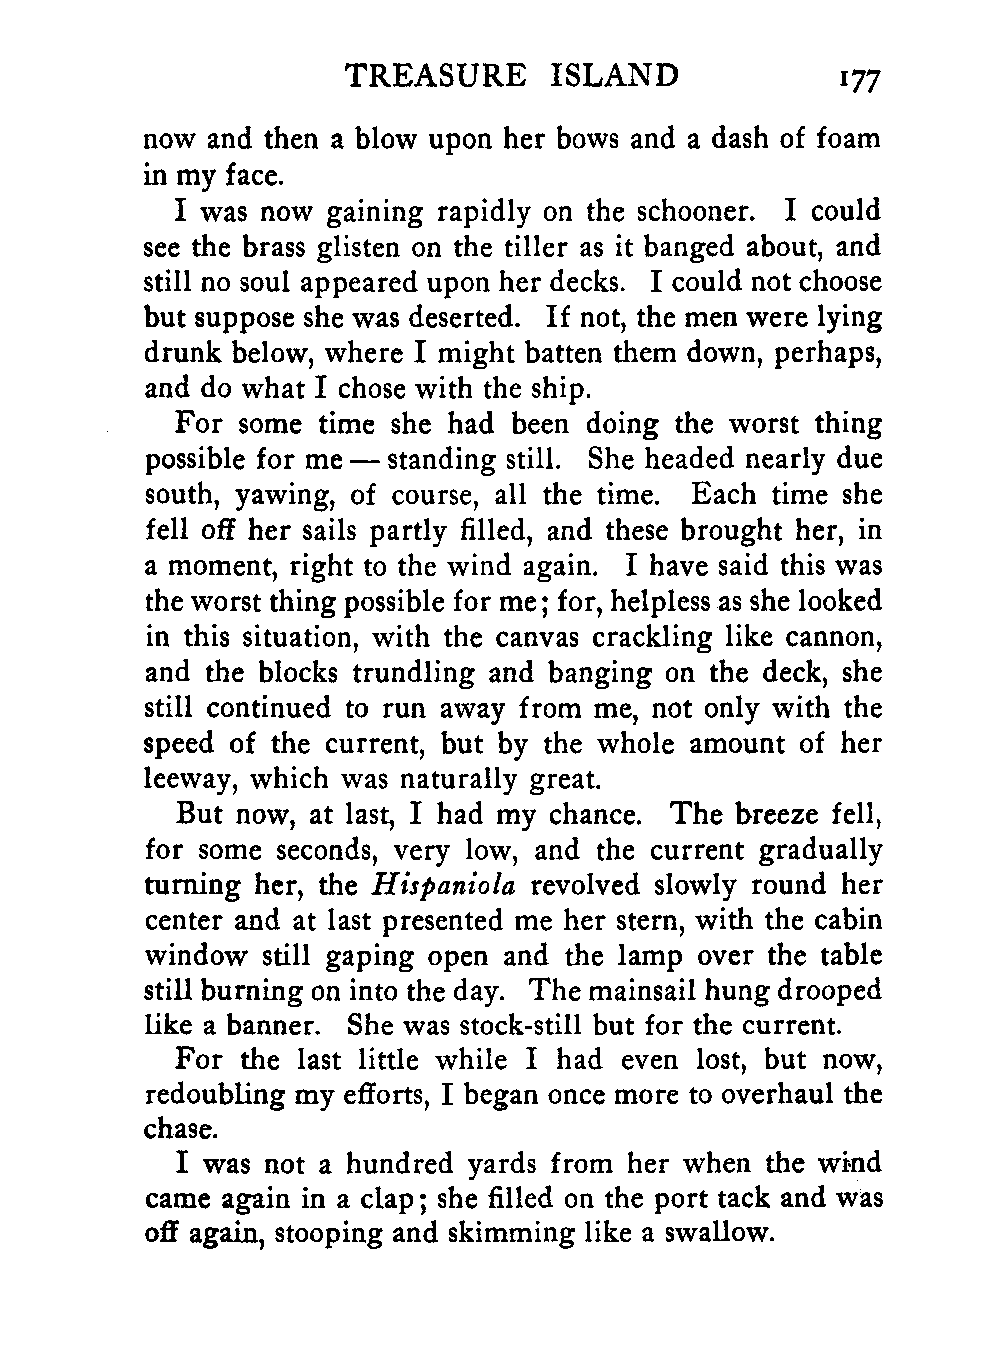 TREASURE ISLAND 177
now and then a blow upon her bows and a dash of foam
in my face.
I was now gaining rapidly on the schooner. I could
see the brass glisten on the tiller as it banged about, and
still no soul appeared upon her decks. I could not choose
but suppose she was deserted. If not, the men were lying
drunk below, where I might batten them down, perhaps,
and do what I chose with the ship.
For some time she had been doing the worst thing
possible for me — standing still. She headed nearly due
south, yawing, of course, all the time. Each time she
fell off her sails partly filled, and these brought her, in
a moment, right to the wind again. I have said this was
the worst thing possible for me; for, helpless as she looked
in this situation, with the canvas crackling like cannon,
and the blocks trundling and banging on the deck, she
still continued to run away from me, not only with the
speed of the current, but by the whole amount of her
leeway, which was naturally great.
But now, at last, I had my chance. The breeze fell,
for some seconds, very low, and the current gradually
turning her, the Hispaniola revolved slowly round her
center and at last presented me her stern, with the cabin
window still gaping open and the lamp over the table
still burning on into the day. The mainsail hung drooped
like a banner. She was stock-still but for the current.
For the last little while I had even lost, but now,
redoubling my efforts, I began once more to overhaul the
chase.
I was not a hundred yards from her when the wind
came again in a clap; she filled on the port tack and was
off again, stooping and skimming like a swallow.